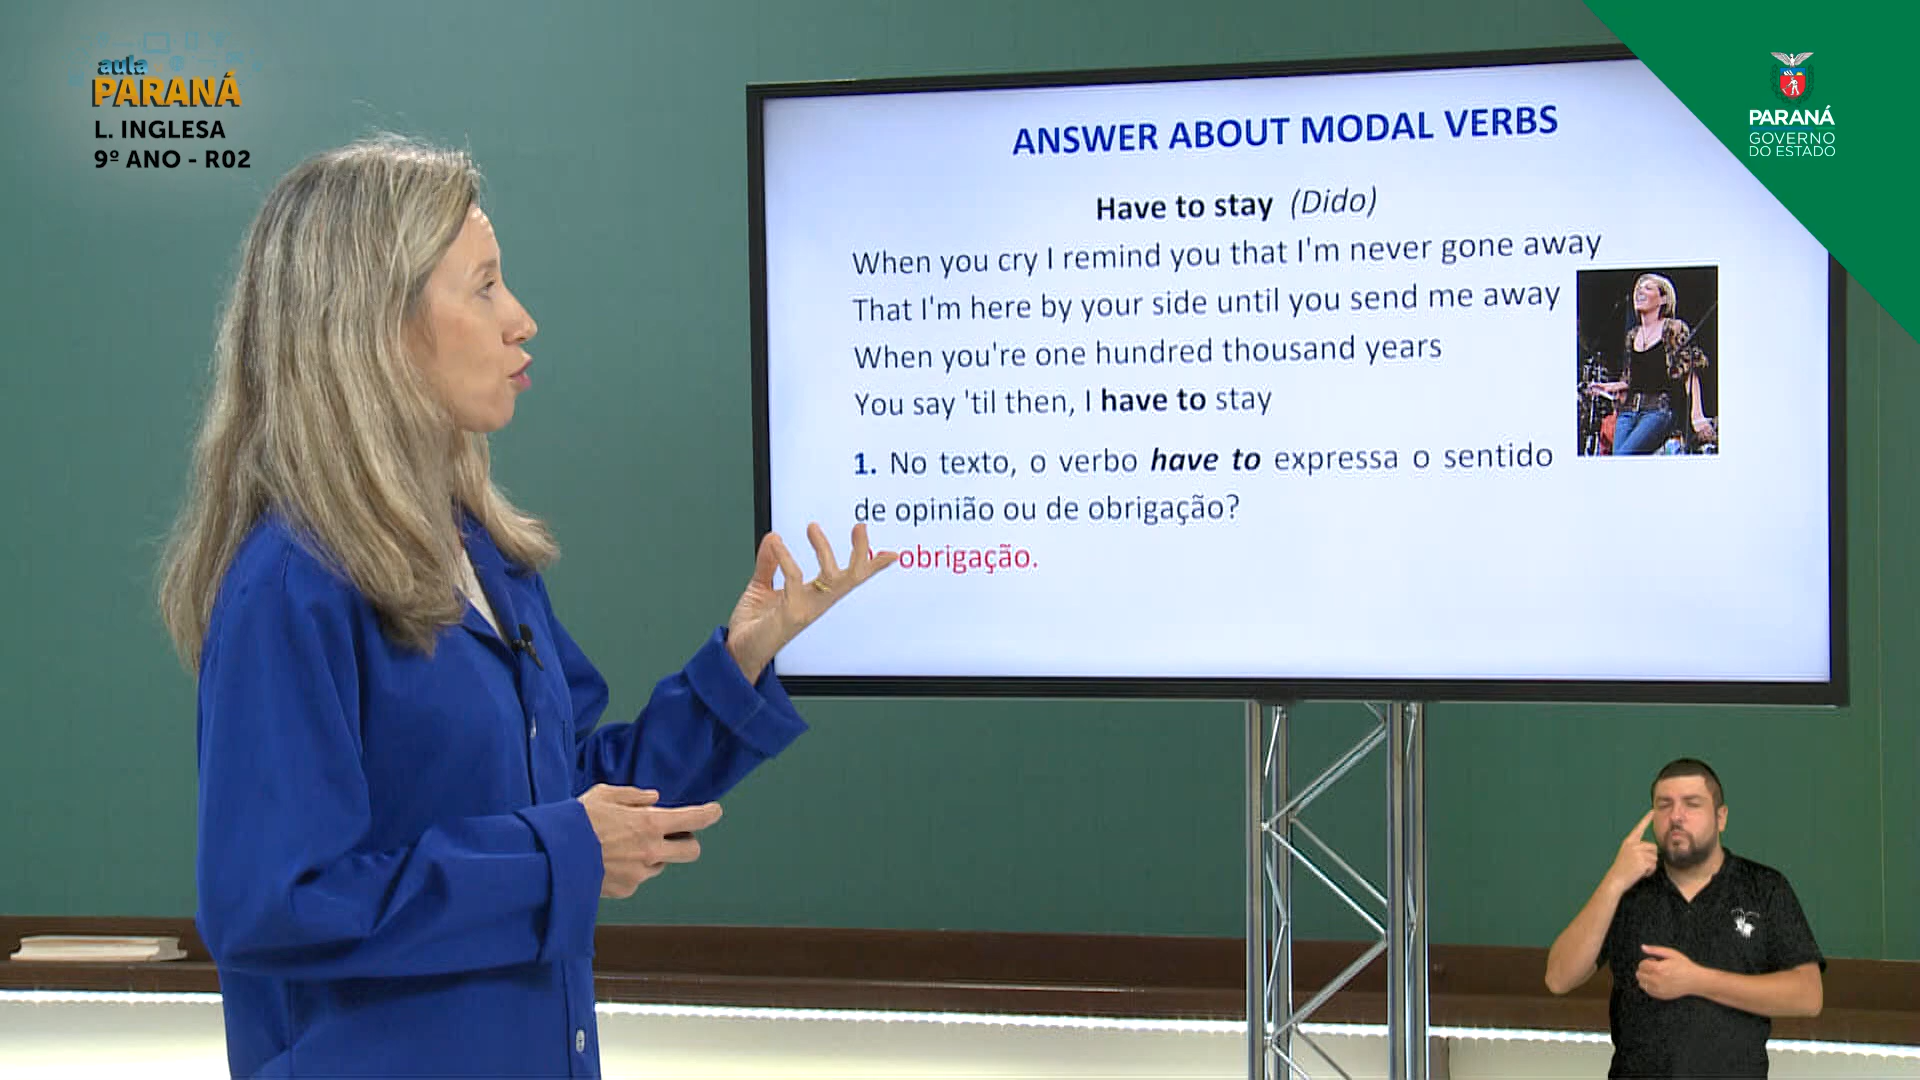 aula
PARANÁ
L. INGLESA
9º ANO - R02
PARANÁ
GOVERNO
DO ESTADO
ANSWER ABOUT MODAL VERBS
Have to stay (Dido)
When you cry I remind you that I'm never gone away
That I'm here by your side until you send me away
When you're one hundred thousand years
You say 'til then, I have to stay
1. No texto, o verbo have to expressa o sentido
de opinião ou de obrigação?
obrigação.